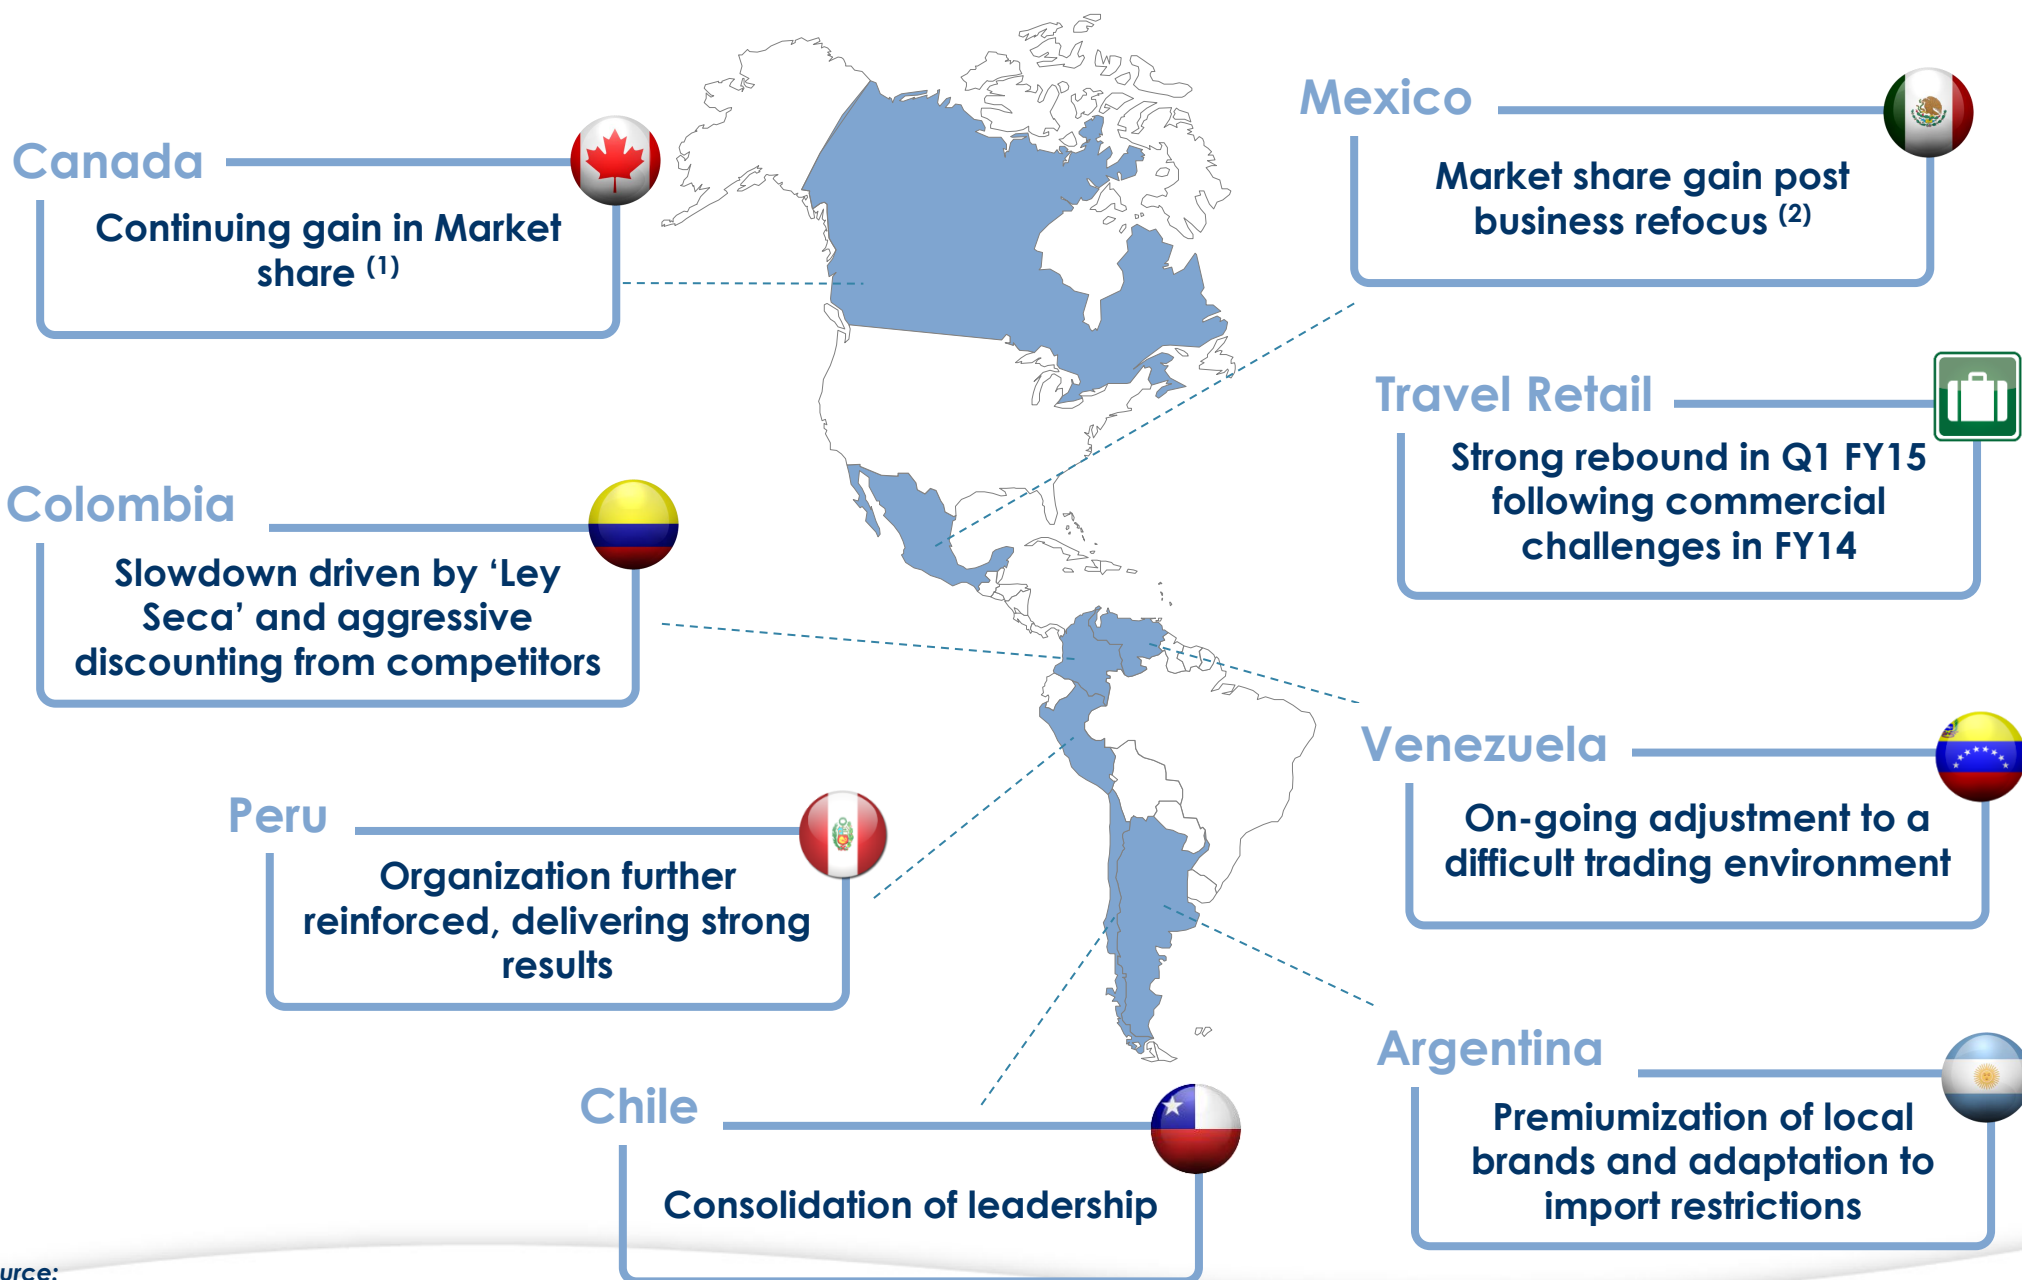 Canada
Continuing gain in Market
share (1)
Mexico
Market share gain post
business refocus (2)
Travel Retail
Strong rebound in Q1 FY15
following commercial
challenges in FY14
Colombia
Slowdown driven by ‘Ley
Seca’ and aggressive
discounting from competitors
Venezuela
On-going adjustment to a
difficult trading environment
Peru
Organization further
reinforced, delivering strong
results
Argentina
Premiumization of local
brands and adaptation to
import restrictions
Chile
Consolidation of leadership
urce: